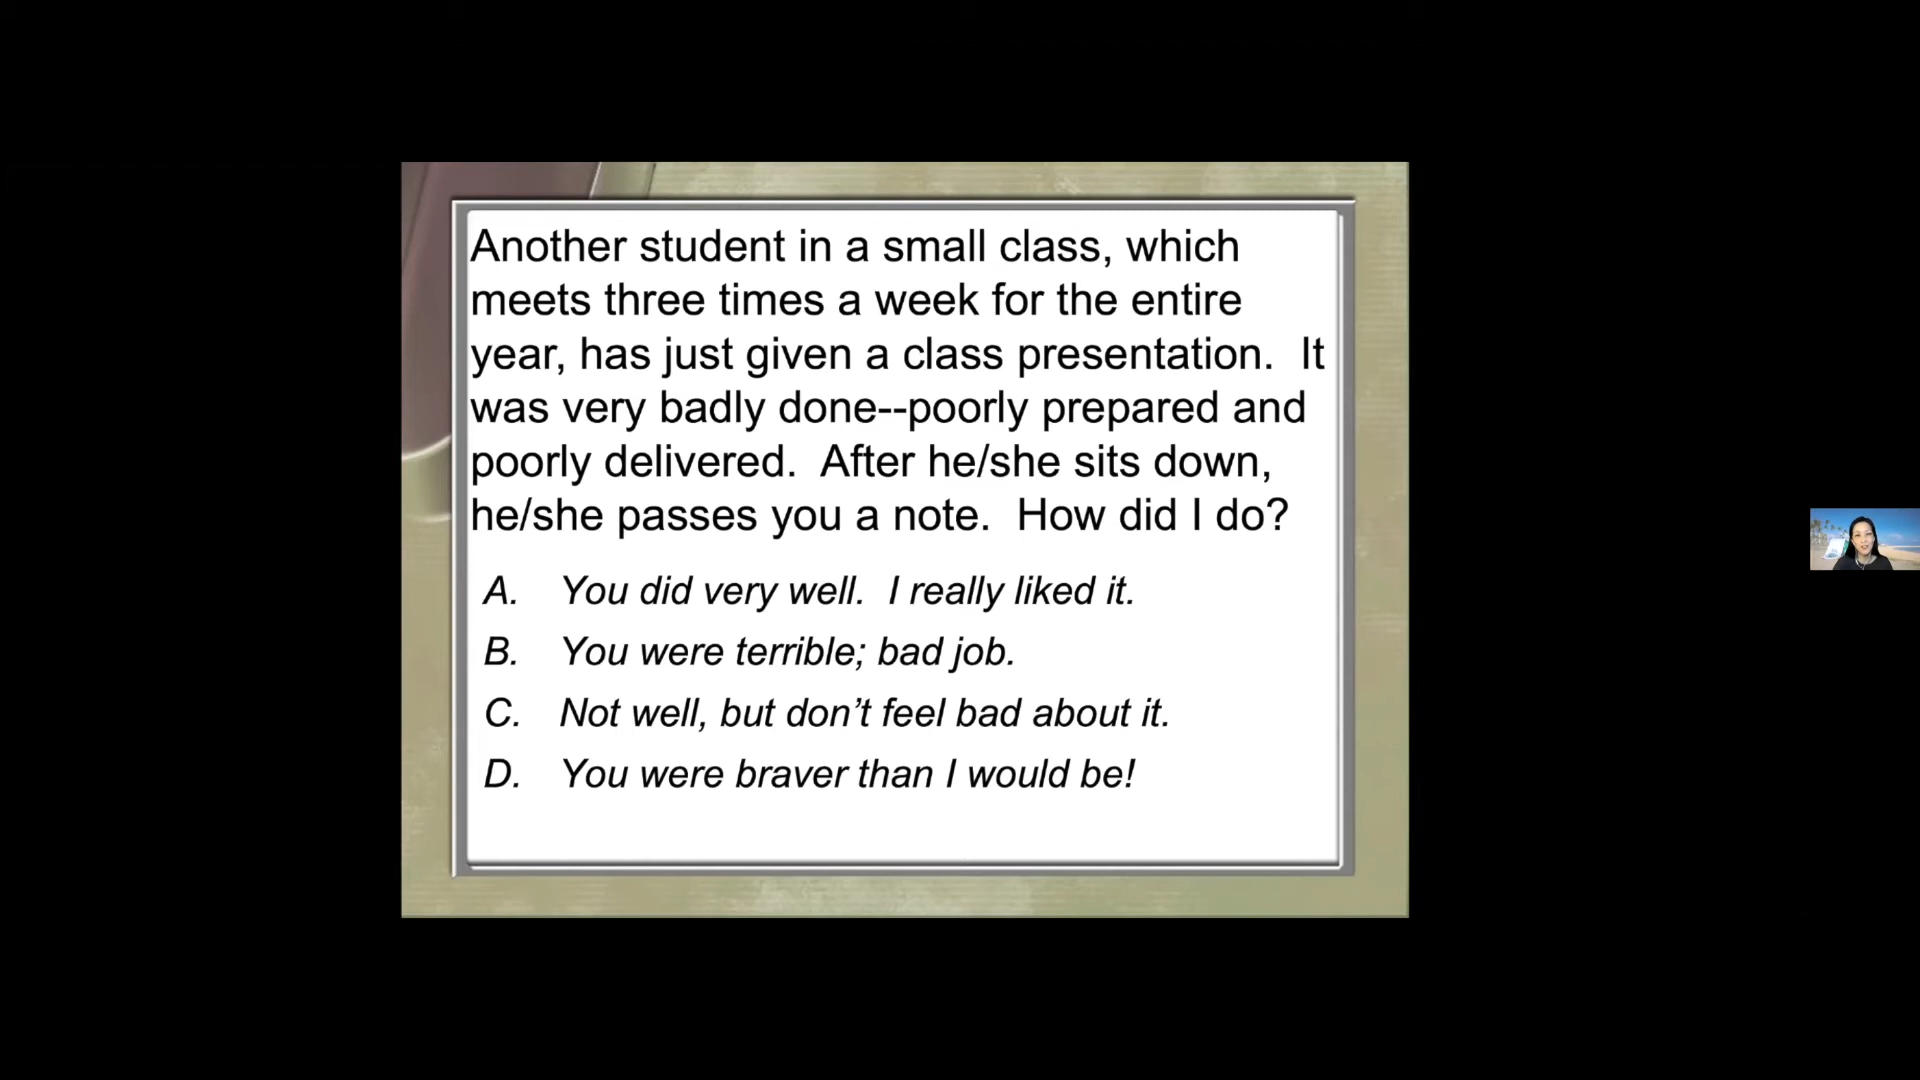 Another student in a small class, which
meets three times a week for the entire
year, has just given a class presentation.  It
was very badly done--poorly prepared and
poorly delivered.  After he/she sits down,
he/she passes you a note.  How did I do?
A. You did very well.  I really liked it.
B. You were terrible; bad job.
C. Not well, but don’t feel bad about it.
D. You were braver than I would be!